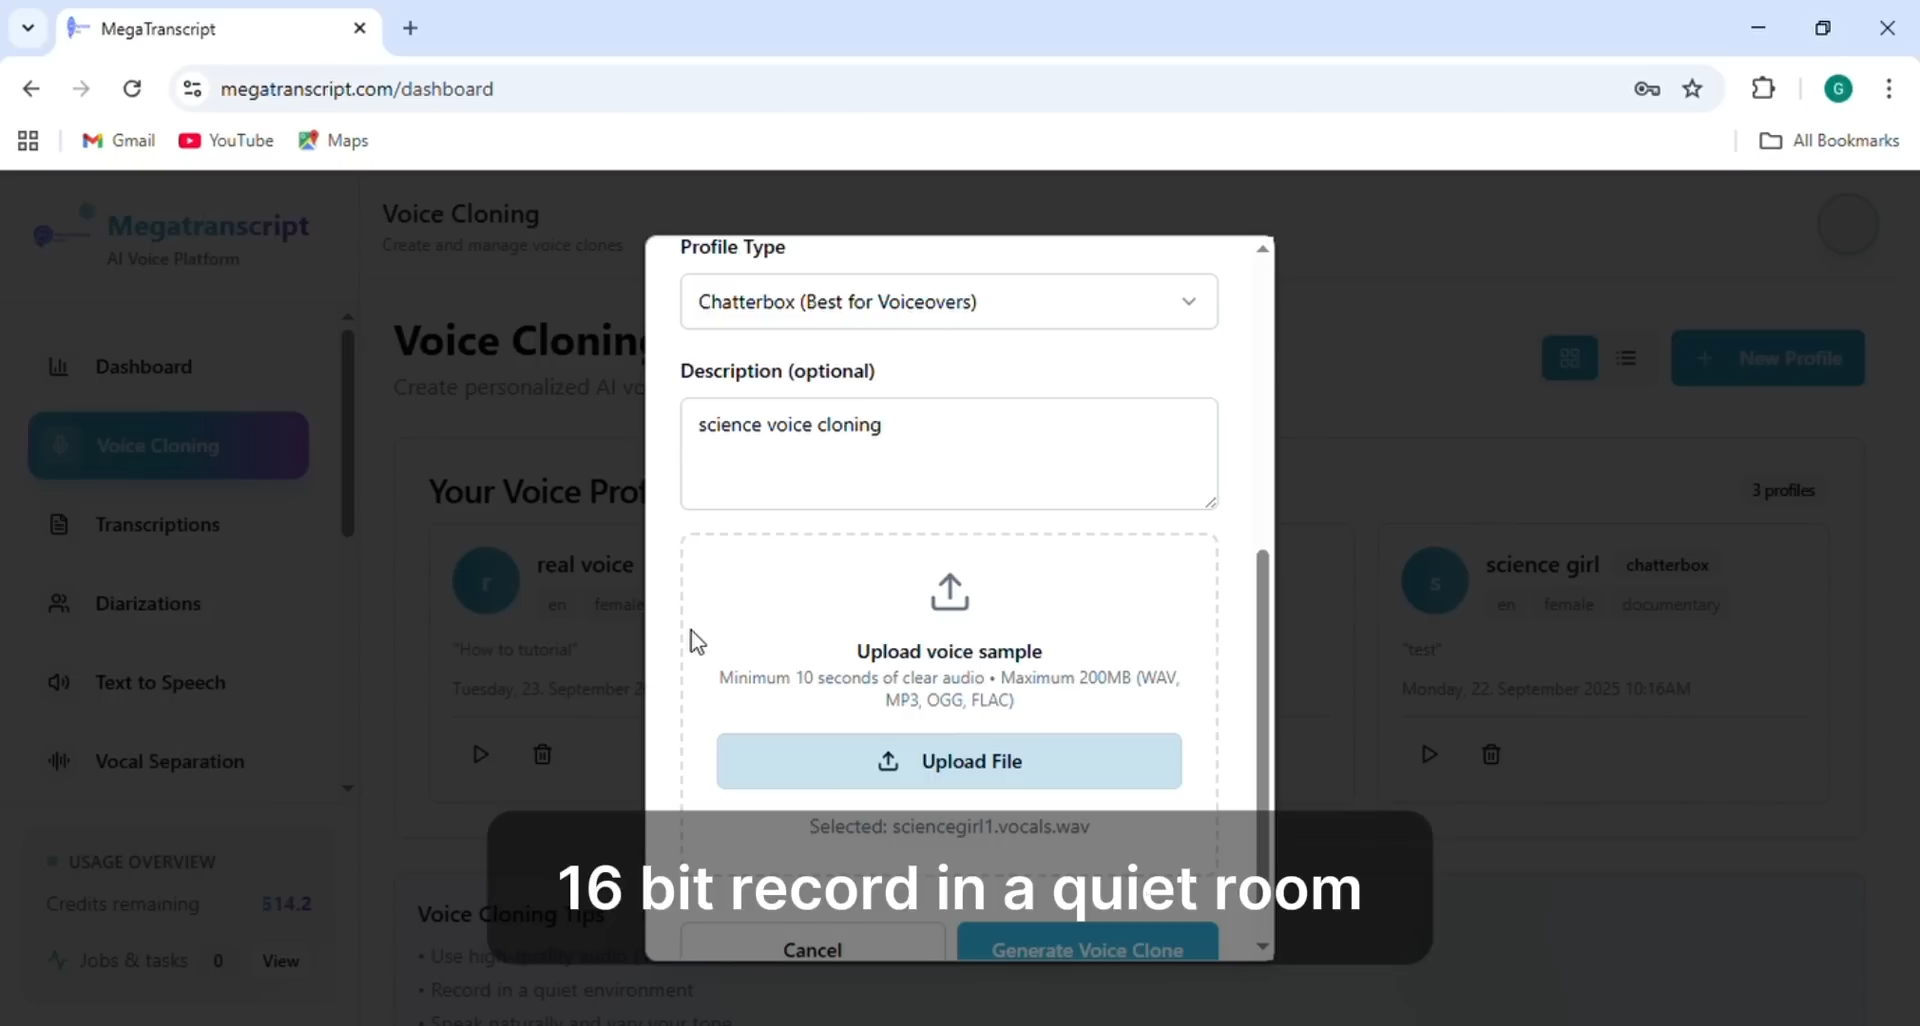 MegaTranscript
megatranscript.com/dashboard
G
Gmail
YouTube
Maps
All Bookmarks
Megatranscript
AI Voice Platform
Dashboard
Voice Cloning
Transcriptions
Diarizations
Text to Speech
Vocal Separation
USAGE OVERVIEW
Credits remaining 514.2
Jobs & tasks 0 View
Voice Cloning
Create and manage voice clones
Voice Cloning
Create personalized AI
+ New Profile
Your Voice
3 profiles
r
real voice
en female
"How to tutorial"
Tuesday, 23. September
s
science girl chatterbox
en female documentary
"test"
Monday, 22. September 2025 10:16AM
Voice Cloning Tips
• Use high-quality audio
• Record in a quiet environment
• Speak naturally and vary your tone
Profile Type
Chatterbox (Best for Voiceovers)
Description (optional)
science voice cloning
Upload voice sample
Minimum 10 seconds of clear audio • Maximum 200MB (WAV,
MP3, OGG, FLAC)
Upload File
Selected: sciencegirl1.vocals.wav
Cancel
Generate Voice Clone
16 bit record in a quiet room